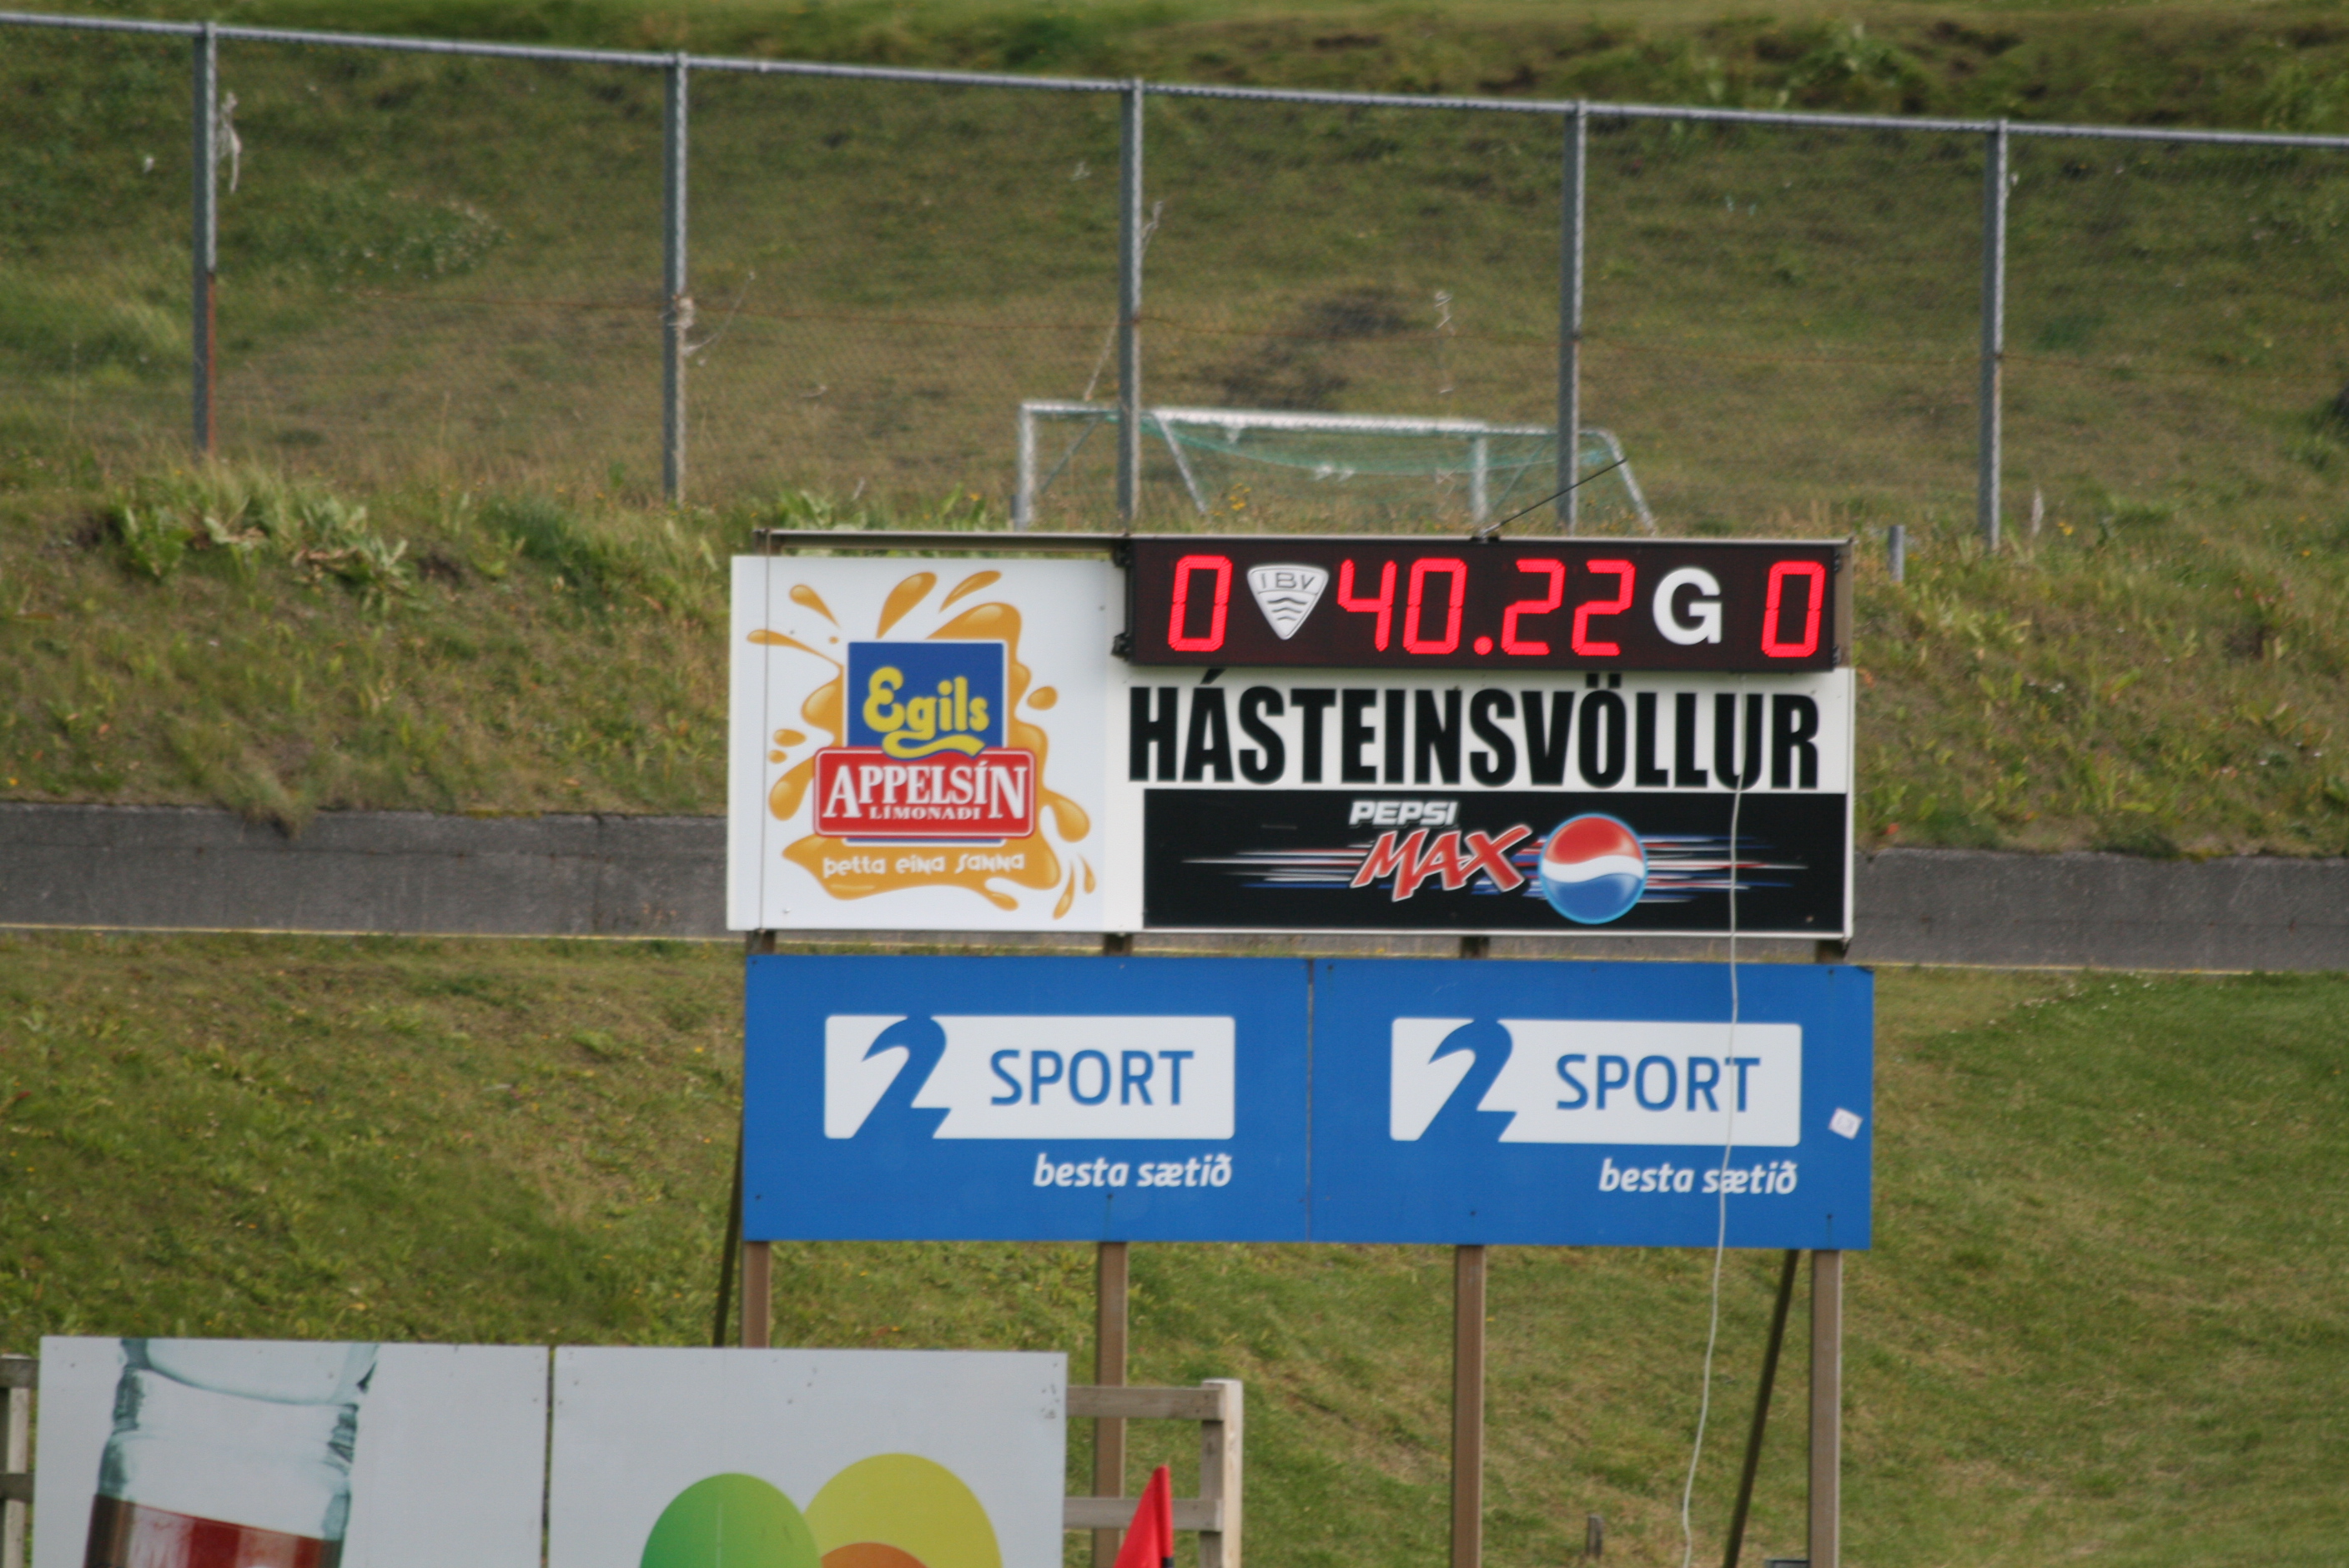 0 ÍBV 40.22 G 0
HÁSTEINSVÖLLUR
Egils
APPELSÍN
LÍMONAÐI
þetta eina sanna
PEPSI
MAX
2 SPORT
besta sætið
2 SPORT
besta sætið